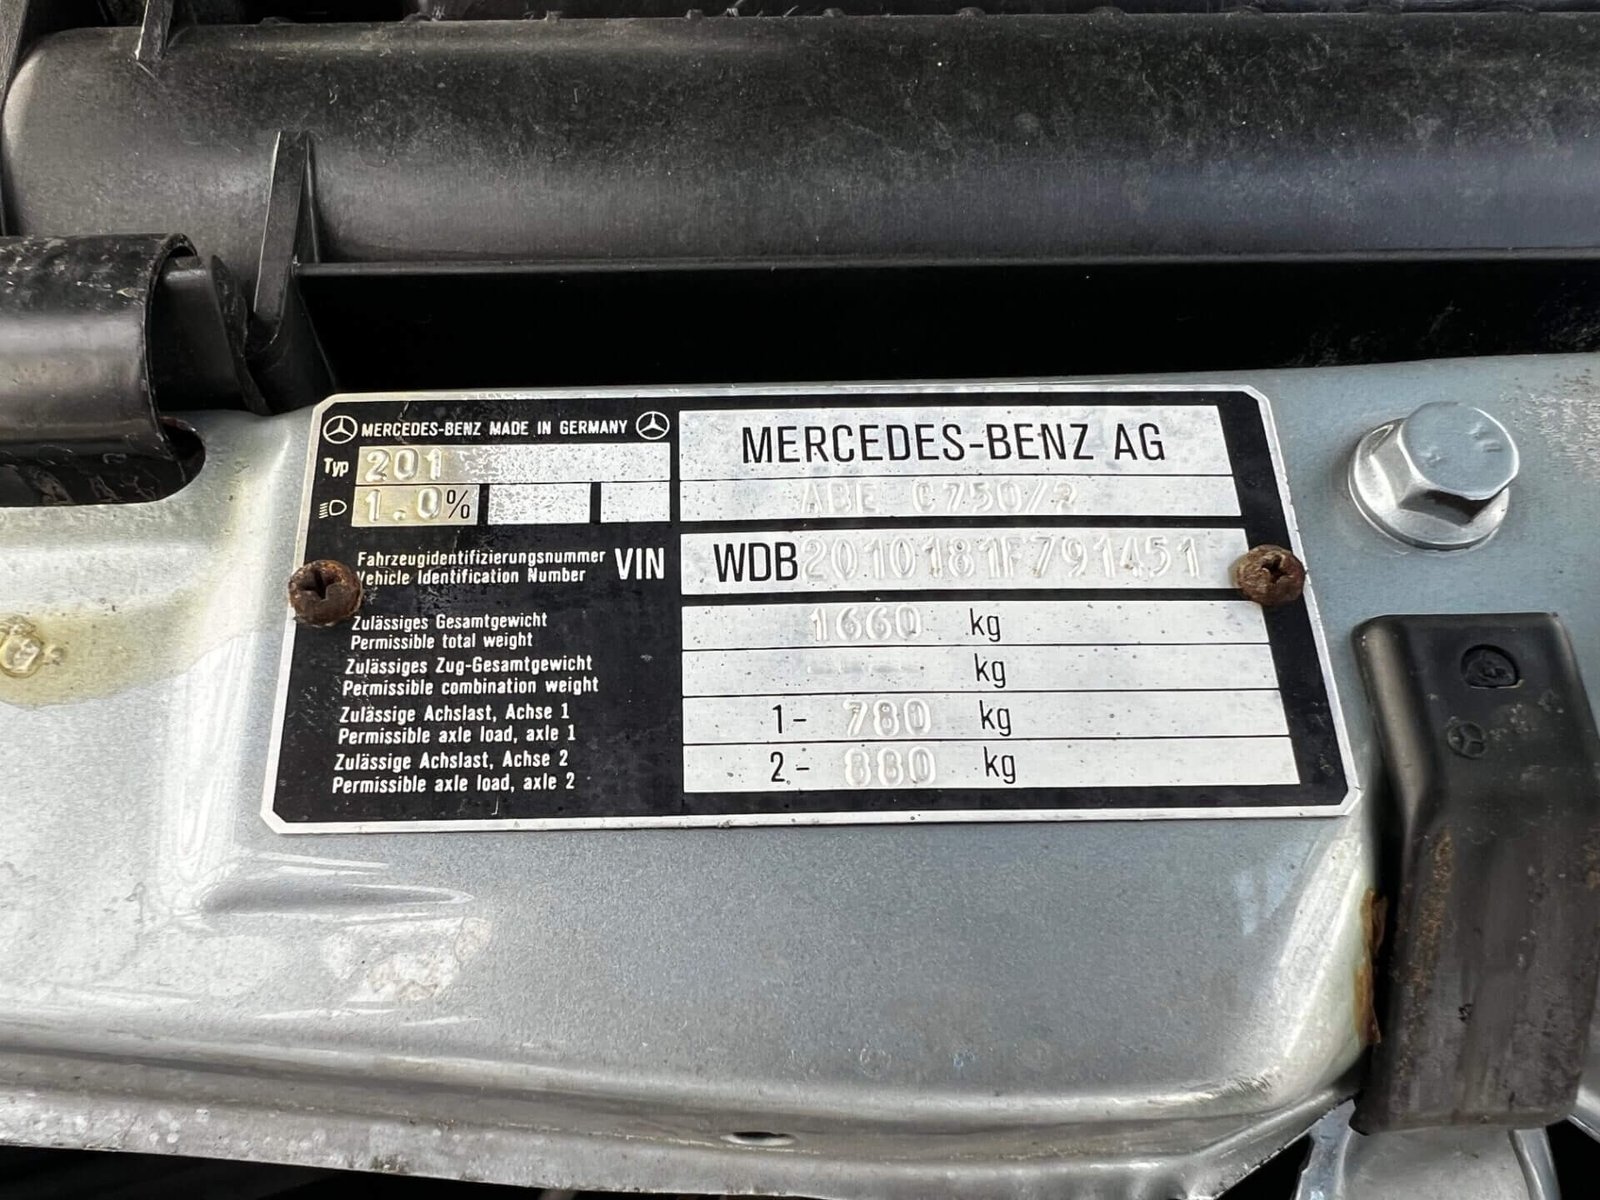 MERCEDES-BENZ MADE IN GERMANY
Typ 201
1.0%
MERCEDES-BENZ AG
ABE C750/2
Fahrzeugidentifizierungsnummer
Vehicle Identification Number
VIN
WDB2010181F791451
Zulässiges Gesamtgewicht
Permissible total weight
1660 kg
Zulässiges Zug-Gesamtgewicht
Permissible combination weight
kg
Zulässige Achslast, Achse 1
Permissible axle load, axle 1
1- 780 kg
Zulässige Achslast, Achse 2
Permissible axle load, axle 2
2- 880 kg